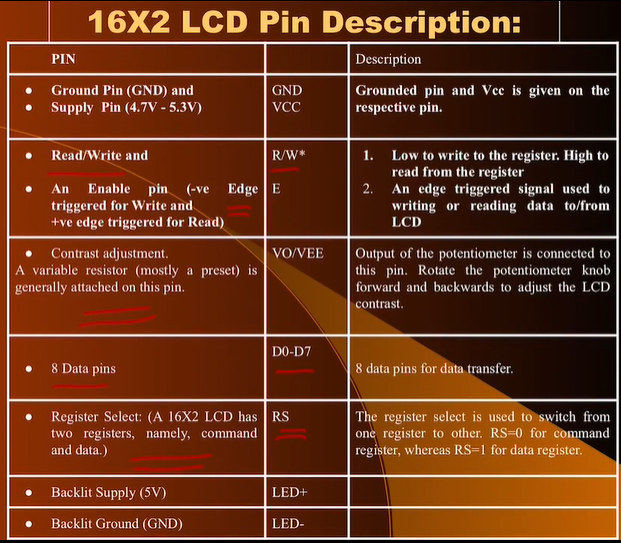 16X2 LCD Pin Description:
PIN
Description
Ground Pin (GND) and
Supply Pin (4.7V - 5.3V)
GND
VCC
Grounded pin and Vcc is given on the
respective pin.
Read/Write and
An Enable pin (-ve Edge
triggered for Write and
+ve edge triggered for Read)
R/W*
E
1. Low to write to the register. High to
read from the register
2. An edge triggered signal used to
writing or reading data to/from
LCD
Contrast adjustment.
A variable resistor (mostly a preset) is
generally attached on this pin.
VO/VEE
Output of the potentiometer is connected to
this pin. Rotate the potentiometer knob
forward and backwards to adjust the LCD
contrast.
8 Data pins
D0-D7
8 data pins for data transfer.
Register Select: (A 16X2 LCD has
two registers, namely, command
and data.)
RS
The register select is used to switch from
one register to other. RS=0 for command
register, whereas RS=1 for data register.
Backlit Supply (5V)
LED+
Backlit Ground (GND)
LED-